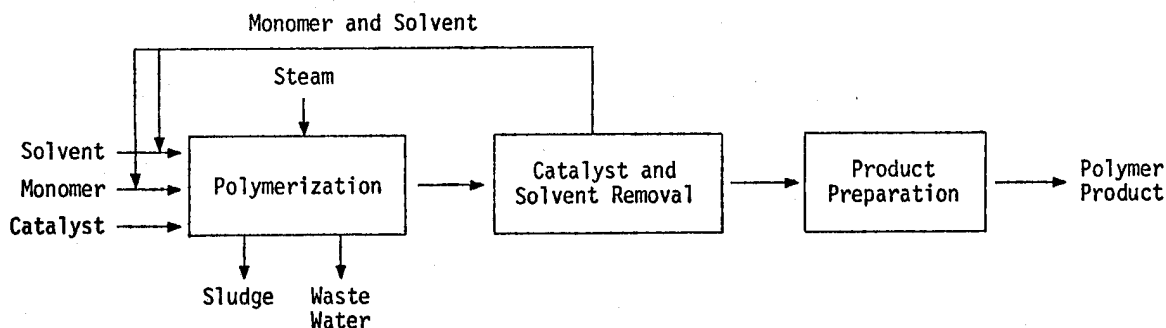 Monomer and Solvent
Steam
Solvent
Monomer
Catalyst
Polymerization
Catalyst and
Solvent Removal
Product
Preparation
Polymer
Product
Sludge
Waste
Water